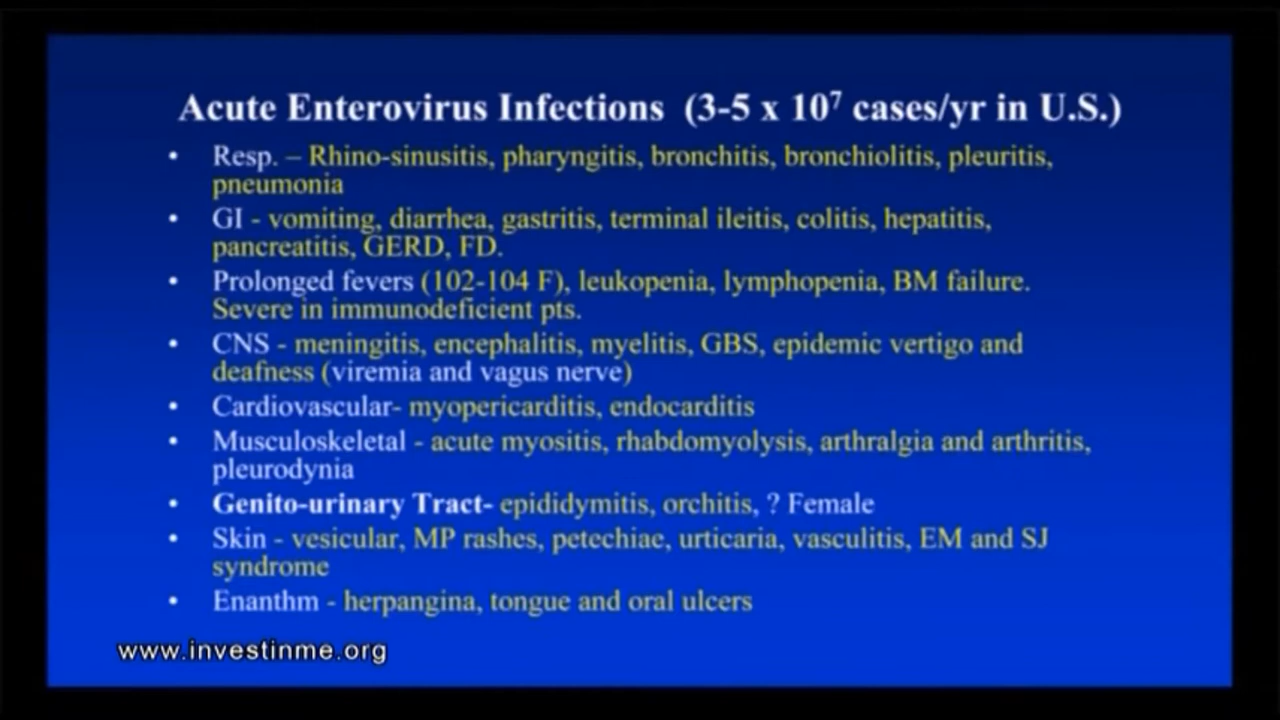 Acute Enterovirus Infections (3-5 x 10⁷ cases/yr in U.S.)
• Resp. – Rhino-sinusitis, pharyngitis, bronchitis, bronchiolitis, pleuritis,
pneumonia
• GI - vomiting, diarrhea, gastritis, terminal ileitis, colitis, hepatitis,
pancreatitis, GERD, FD.
• Prolonged fevers (102-104 F), leukopenia, lymphopenia, BM failure.
Severe in immunodeficient pts.
• CNS - meningitis, encephalitis, myelitis, GBS, epidemic vertigo and
deafness (viremia and vagus nerve)
• Cardiovascular- myopericarditis, endocarditis
• Musculoskeletal - acute myositis, rhabdomyolysis, arthralgia and arthritis,
pleurodynia
• Genito-urinary Tract- epididymitis, orchitis, ? Female
• Skin - vesicular, MP rashes, petechiae, urticaria, vasculitis, EM and SJ
syndrome
• Enanthm - herpangina, tongue and oral ulcers
www.investinme.org